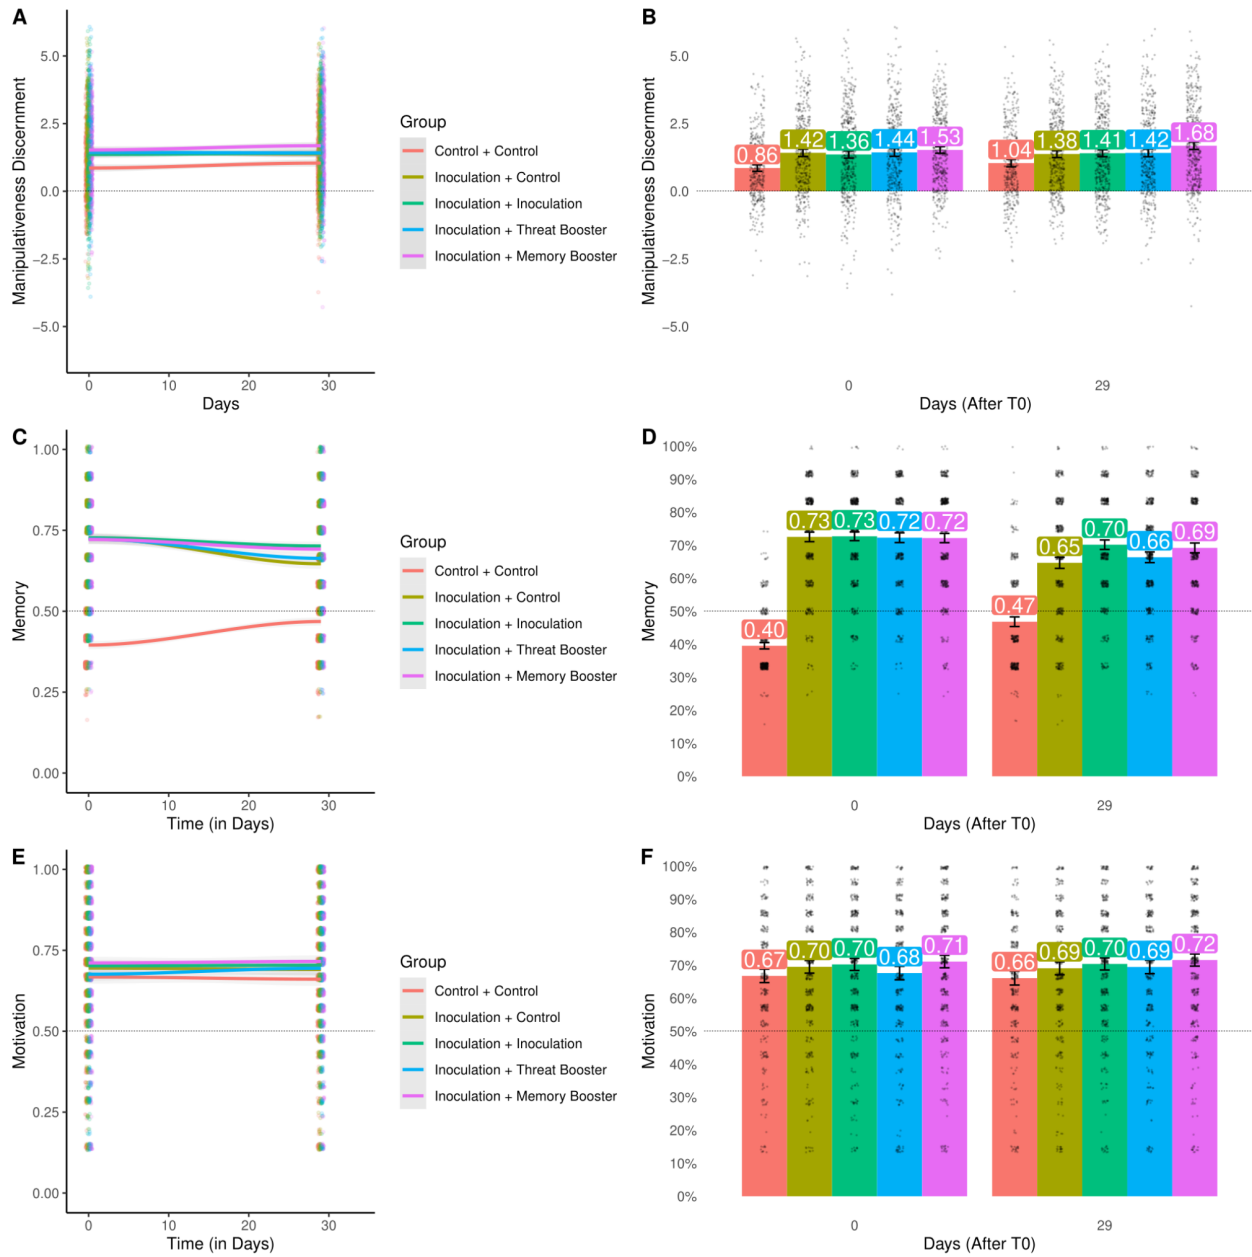 A
Manipulativeness Discernment
5.0
2.5
0.0
−2.5
−5.0
0
10
20
30
Days
Group
Control + Control
Inoculation + Control
Inoculation + Inoculation
Inoculation + Threat Booster
Inoculation + Memory Booster
B
Manipulativeness Discernment
5.0
2.5
0.0
−2.5
−5.0
0.86
1.42
1.36
1.44
1.53
1.04
1.38
1.41
1.42
1.68
0
29
Days (After T0)
C
Memory
1.00
0.75
0.50
0.25
0.00
0
10
20
30
Time (in Days)
Group
Control + Control
Inoculation + Control
Inoculation + Inoculation
Inoculation + Threat Booster
Inoculation + Memory Booster
D
Memory
100%
90%
80%
70%
60%
50%
40%
30%
20%
10%
0%
0.40
0.73
0.73
0.72
0.72
0.47
0.65
0.70
0.66
0.69
0
29
Days (After T0)
E
Motivation
1.00
0.75
0.50
0.25
0.00
0
10
20
30
Time (in Days)
Group
Control + Control
Inoculation + Control
Inoculation + Inoculation
Inoculation + Threat Booster
Inoculation + Memory Booster
F
Motivation
100%
90%
80%
70%
60%
50%
40%
30%
20%
10%
0%
0.67
0.70
0.70
0.68
0.71
0.66
0.69
0.70
0.69
0.72
0
29
Days (After T0)